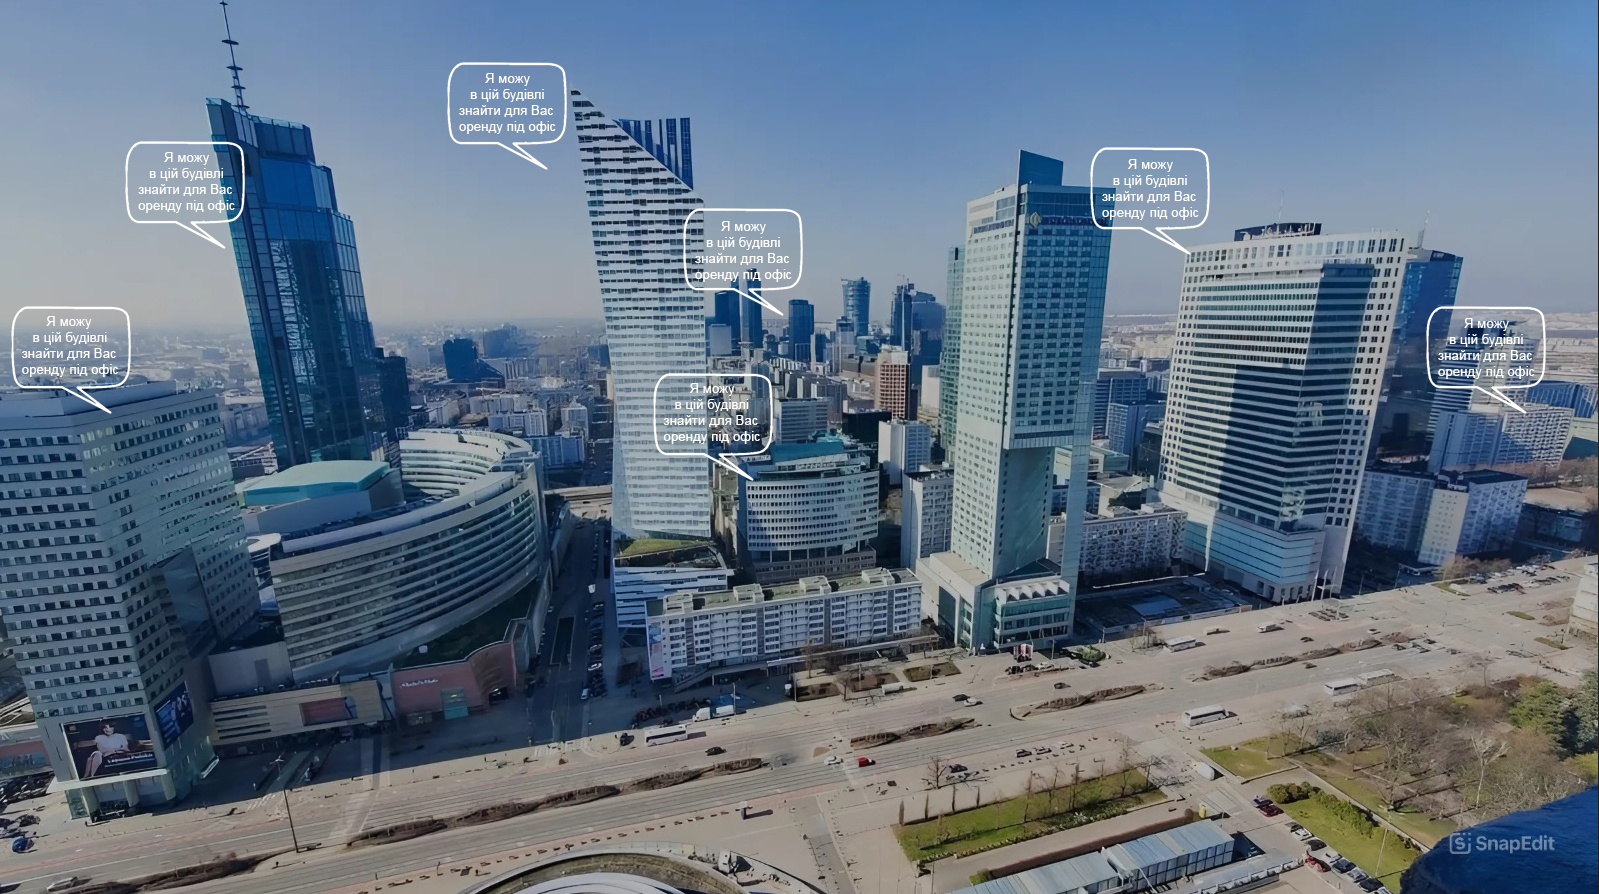 Я можу
в цій будівлі
знайти для Вас
оренду під офіс
Я можу
в цій будівлі
знайти для Вас
оренду під офіс
Я можу
в цій будівлі
знайти для Вас
оренду під офіс
Я можу
в цій будівлі
знайти для Вас
оренду під офіс
Я можу
в цій будівлі
знайти для Вас
оренду під офіс
Я можу
в цій будівлі
знайти для Вас
оренду під офіс
Я можу
в цій будівлі
знайти для Вас
оренду під офіс
SnapEdit